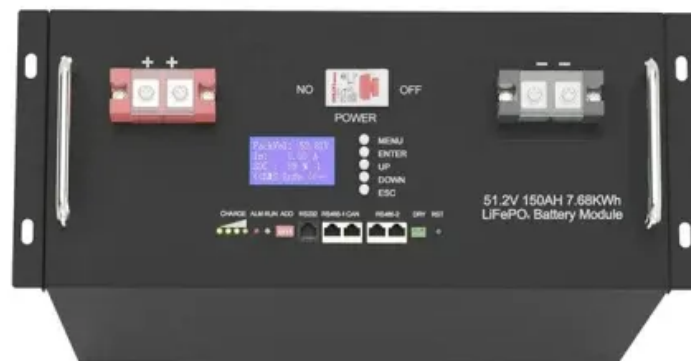 + +
− −
NO
OFF
POWER
MENU
ENTER
UP
DOWN
ESC
51.2V 150AH 7.68KWh
LiFePO₄ Battery Module
CHARGE ALM RUN ADD RS232 RS485-1 CAN RS485-2 DRY RST